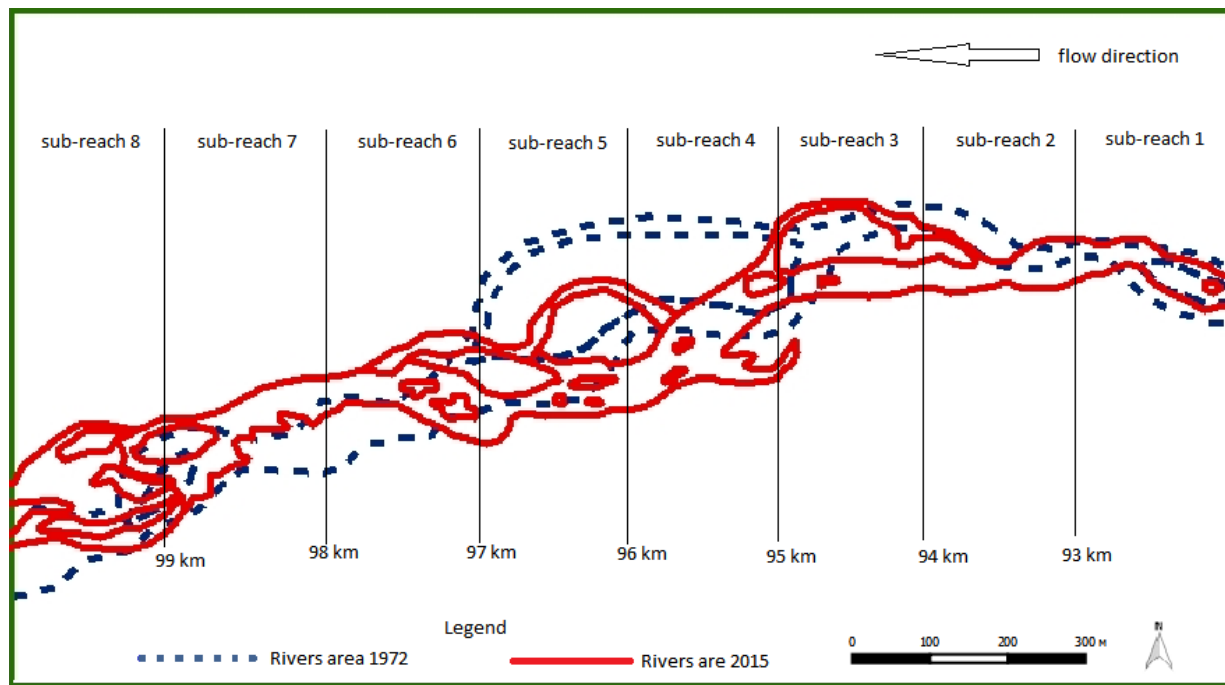 flow direction
sub-reach 8
sub-reach 7
sub-reach 6
sub-reach 5
sub-reach 4
sub-reach 3
sub-reach 2
sub-reach 1
99 km
98 km
97 km
96 km
95 km
94 km
93 km
Legend
Rivers area 1972
Rivers are 2015
0 100 200 300 M
N